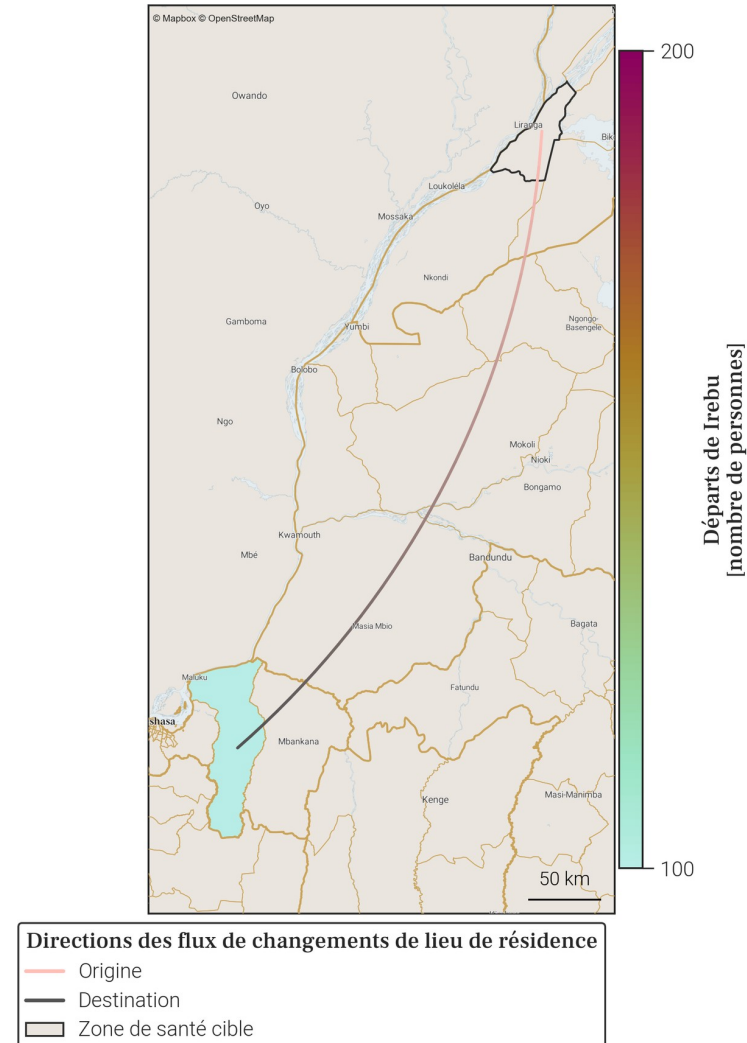 © Mapbox © OpenStreetMap
200
Owando
Liranga
Bik
Loukoléla
Oyo
Mossaka
Nkondi
Gamboma
Yumbi
Ngongo-
Basengele
Bolobo
Ngo
Mokoli
Nioki
Bongamo
Kwamouth
Mbé
Bandundu
Masia Mbio
Bagata
Maluku
Fatundu
shasa
Mbankana
Kenge
Masi-Manimba
50 km
100
Départs de Irebu
[nombre de personnes]
Directions des flux de changements de lieu de résidence
Origine
Destination
Zone de santé cible